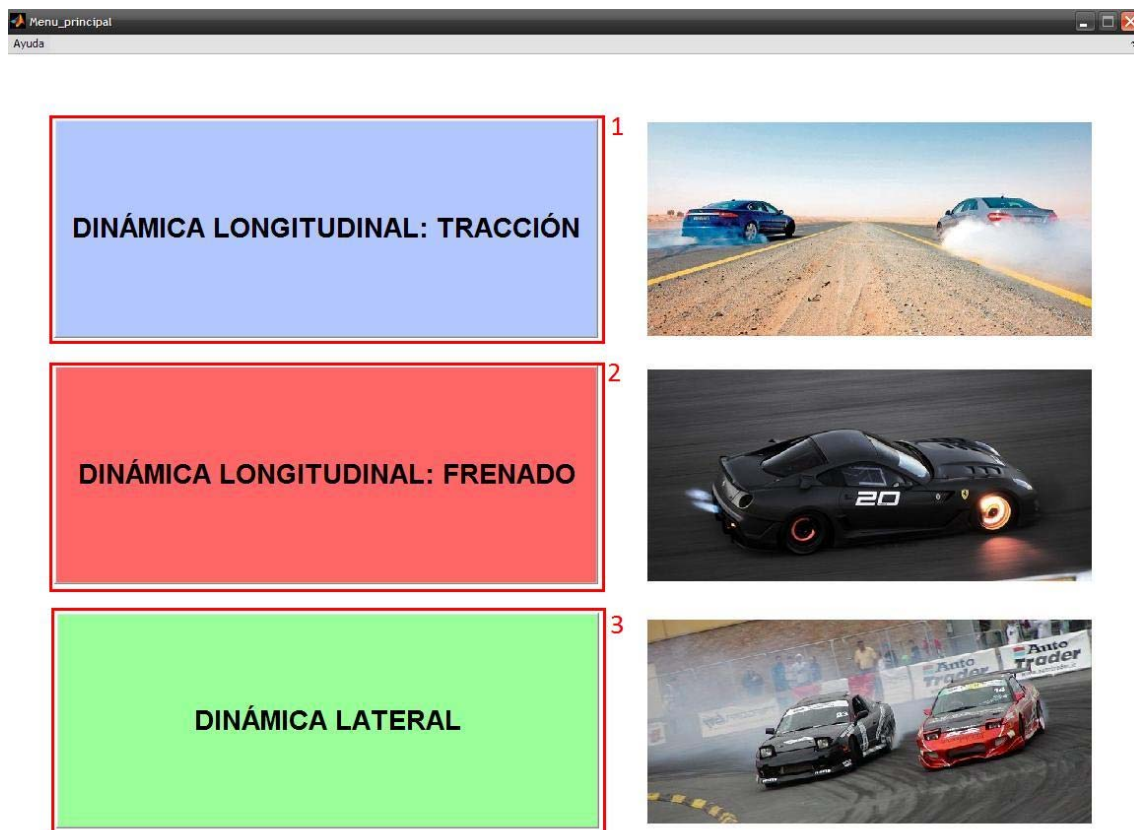 Menu_principal
Ayuda
1
DINÁMICA LONGITUDINAL: TRACCIÓN
2
DINÁMICA LONGITUDINAL: FRENADO
20
3
DINÁMICA LATERAL
Auto
Trader
Auto
Trader